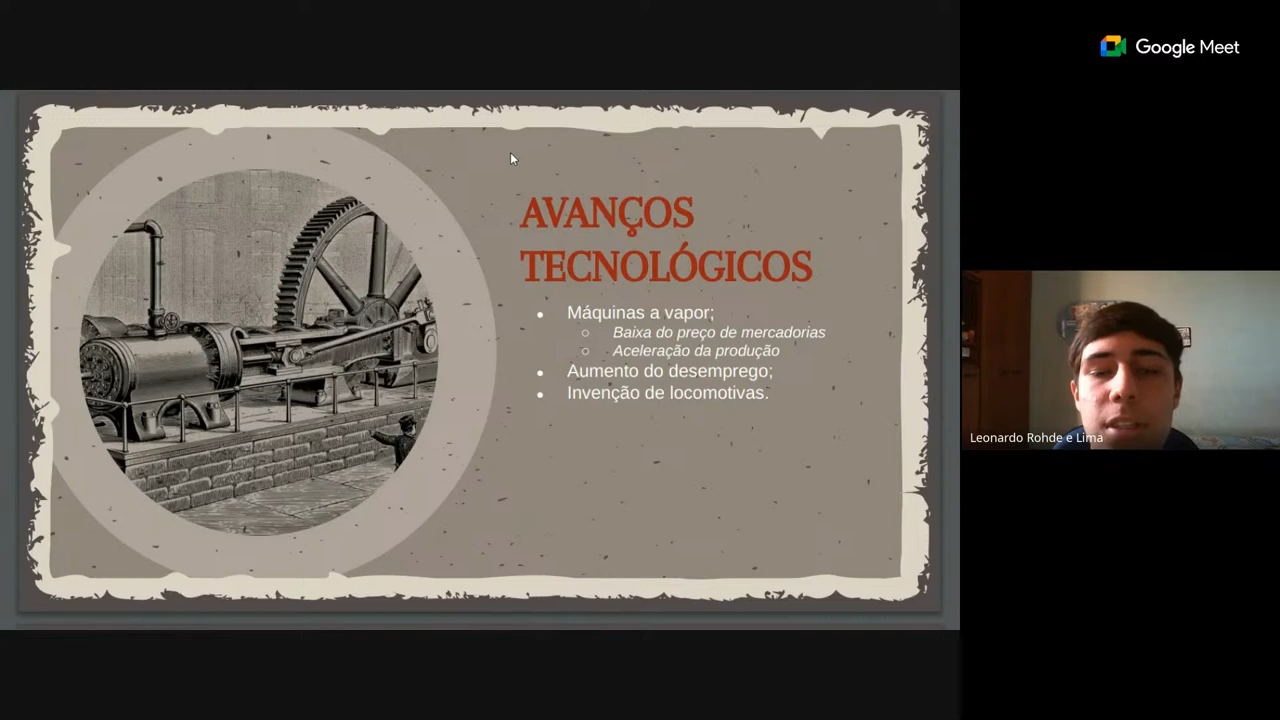 Google Meet
AVANÇOS
TECNOLÓGICOS
Máquinas a vapor;
Baixa do preço de mercadorias
Aceleração da produção
Aumento do desemprego;
Invenção de locomotivas.
Leonardo Rohde e Lima